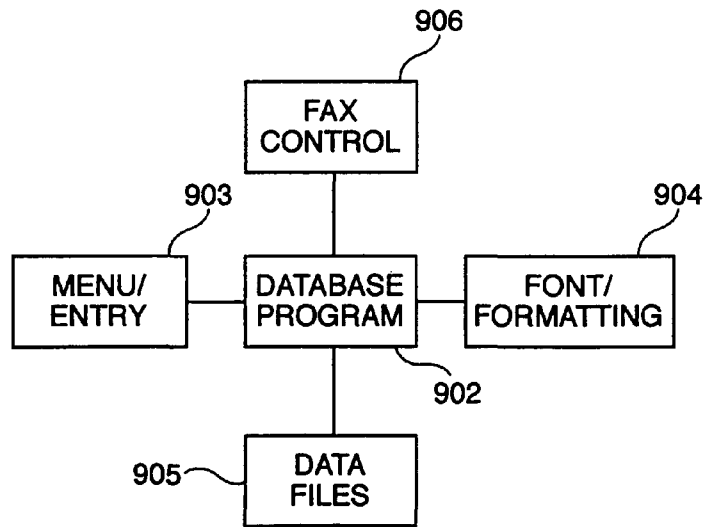 906
FAX
CONTROL
903
904
MENU/
ENTRY
DATABASE
PROGRAM
FONT/
FORMATTING
902
905
DATA
FILES